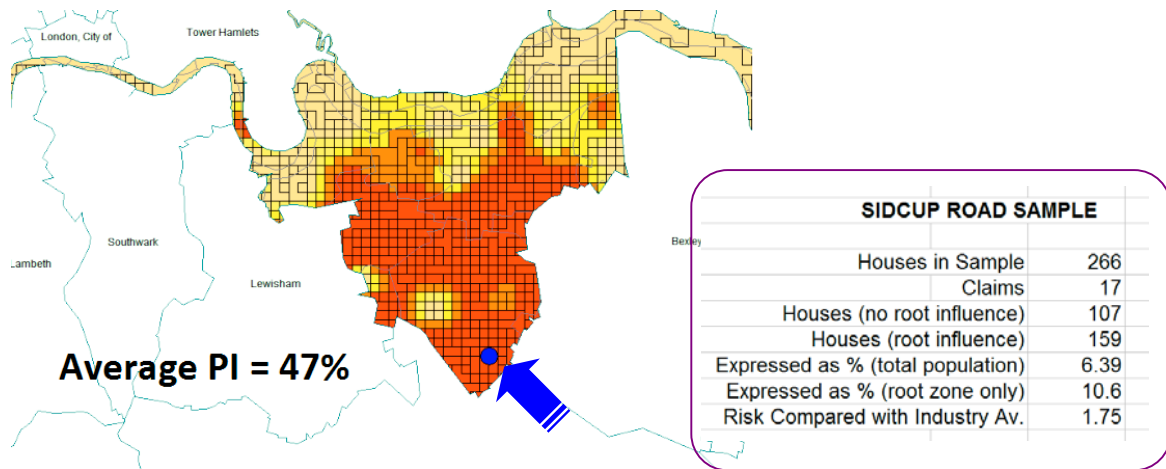 London, City of
Tower Hamlets
Southwark
Lambeth
Lewisham
Bexley
Average PI = 47%
SIDCUP ROAD SAMPLE
Houses in Sample 266
Claims 17
Houses (no root influence) 107
Houses (root influence) 159
Expressed as % (total population) 6.39
Expressed as % (root zone only) 10.6
Risk Compared with Industry Av. 1.75